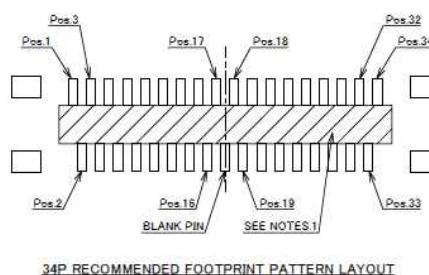 Pos.3
Pos.32
Pos.1
Pos.17
Pos.18
Pos.34
Pos.2
Pos.16
Pos.19
Pos.33
BLANK PIN
SEE NOTES.1
34P RECOMMENDED FOOTPRINT PATTERN LAYOUT